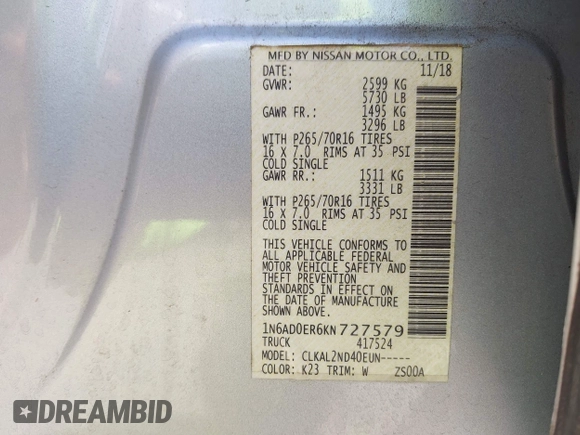 MFD BY NISSAN MOTOR CO., LTD.
DATE: 11/18
GVWR: 2599 KG
5730 LB
GAWR FR.: 1495 KG
3296 LB
WITH P265/70R16 TIRES
16 X 7.0 RIMS AT 35 PSI
COLD SINGLE
GAWR RR.: 1511 KG
3331 LB
WITH P265/70R16 TIRES
16 X 7.0 RIMS AT 35 PSI
COLD SINGLE
THIS VEHICLE CONFORMS TO
ALL APPLICABLE FEDERAL
MOTOR VEHICLE SAFETY AND
THEFT PREVENTION
STANDARDS IN EFFECT ON
THE DATE OF MANUFACTURE
SHOWN ABOVE.
1N6AD0ER6KN727579
TRUCK 417524
MODEL: CLKAL2ND40EUN-----
COLOR: K23 TRIM: W ZS00A
DREAMBID